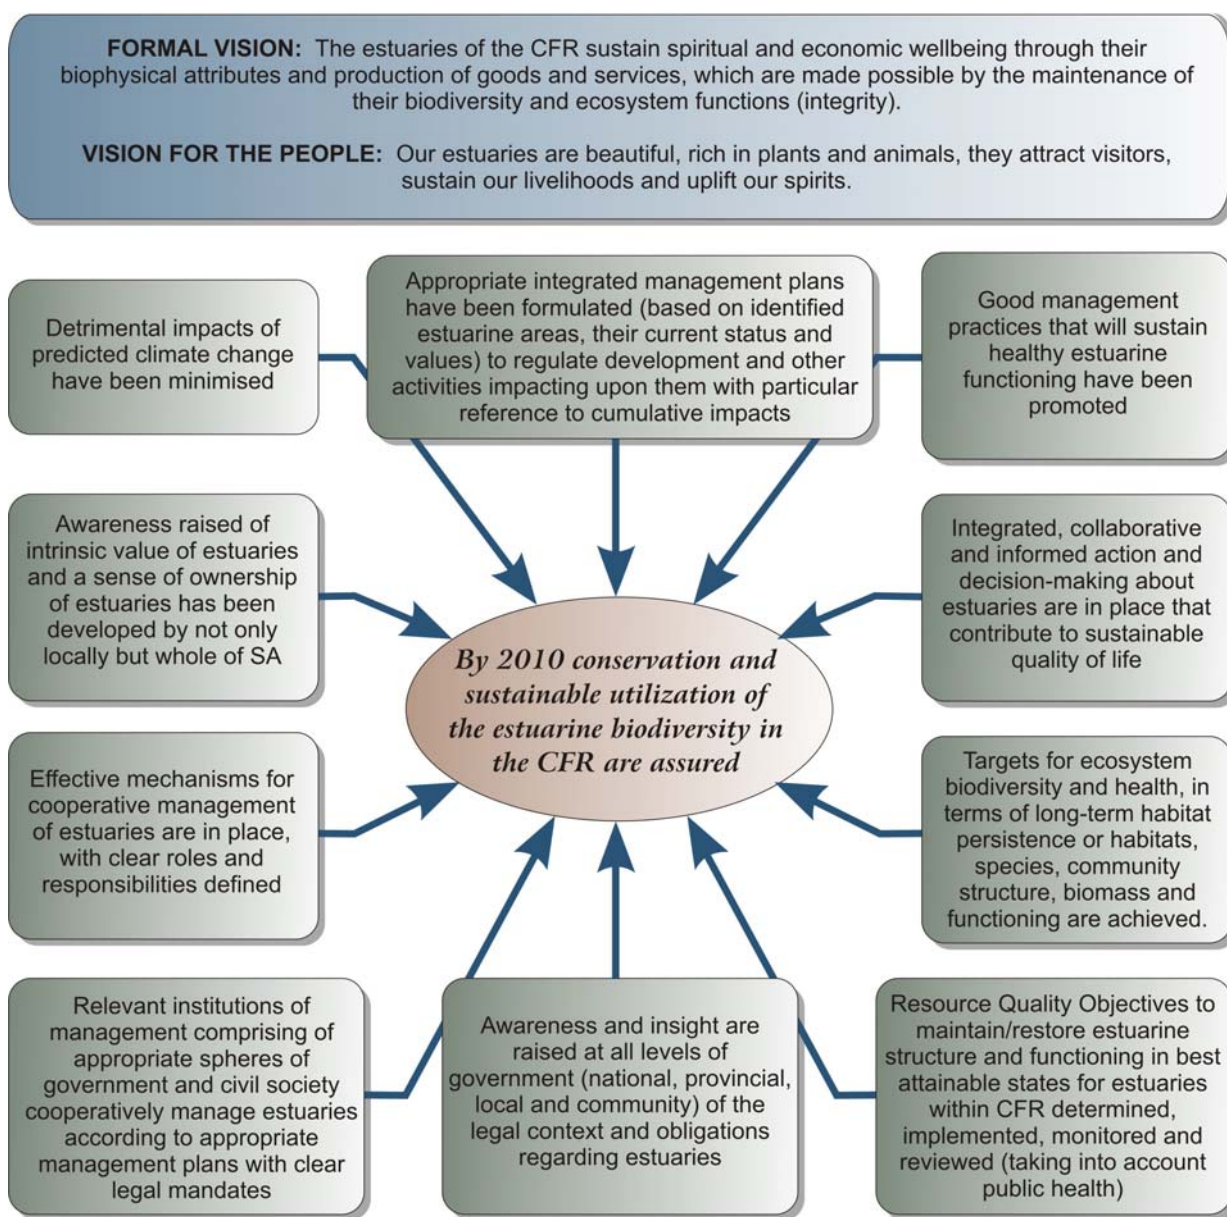 FORMAL VISION: The estuaries of the CFR sustain spiritual and economic wellbeing through their
biophysical attributes and production of goods and services, which are made possible by the maintenance of
their biodiversity and ecosystem functions (integrity).
VISION FOR THE PEOPLE: Our estuaries are beautiful, rich in plants and animals, they attract visitors,
sustain our livelihoods and uplift our spirits.
Detrimental impacts of
predicted climate change
have been minimised
Appropriate integrated management plans
have been formulated (based on identified
estuarine areas, their current status and
values) to regulate development and other
activities impacting upon them with particular
reference to cumulative impacts
Good management
practices that will sustain
healthy estuarine
functioning have been
promoted
Awareness raised of
intrinsic value of estuaries
and a sense of ownership
of estuaries has been
developed by not only
locally but whole of SA
Integrated, collaborative
and informed action and
decision-making about
estuaries are in place that
contribute to sustainable
quality of life
By 2010 conservation and
sustainable utilization of
the estuarine biodiversity in
the CFR are assured
Effective mechanisms for
cooperative management
of estuaries are in place,
with clear roles and
responsibilities defined
Targets for ecosystem
biodiversity and health, in
terms of long-term habitat
persistence or habitats,
species, community
structure, biomass and
functioning are achieved.
Relevant institutions of
management comprising of
appropriate spheres of
government and civil society
cooperatively manage estuaries
according to appropriate
management plans with clear
legal mandates
Awareness and insight are
raised at all levels of
government (national, provincial,
local and community) of the
legal context and obligations
regarding estuaries
Resource Quality Objectives to
maintain/restore estuarine
structure and functioning in best
attainable states for estuaries
within CFR determined,
implemented, monitored and
reviewed (taking into account
public health)